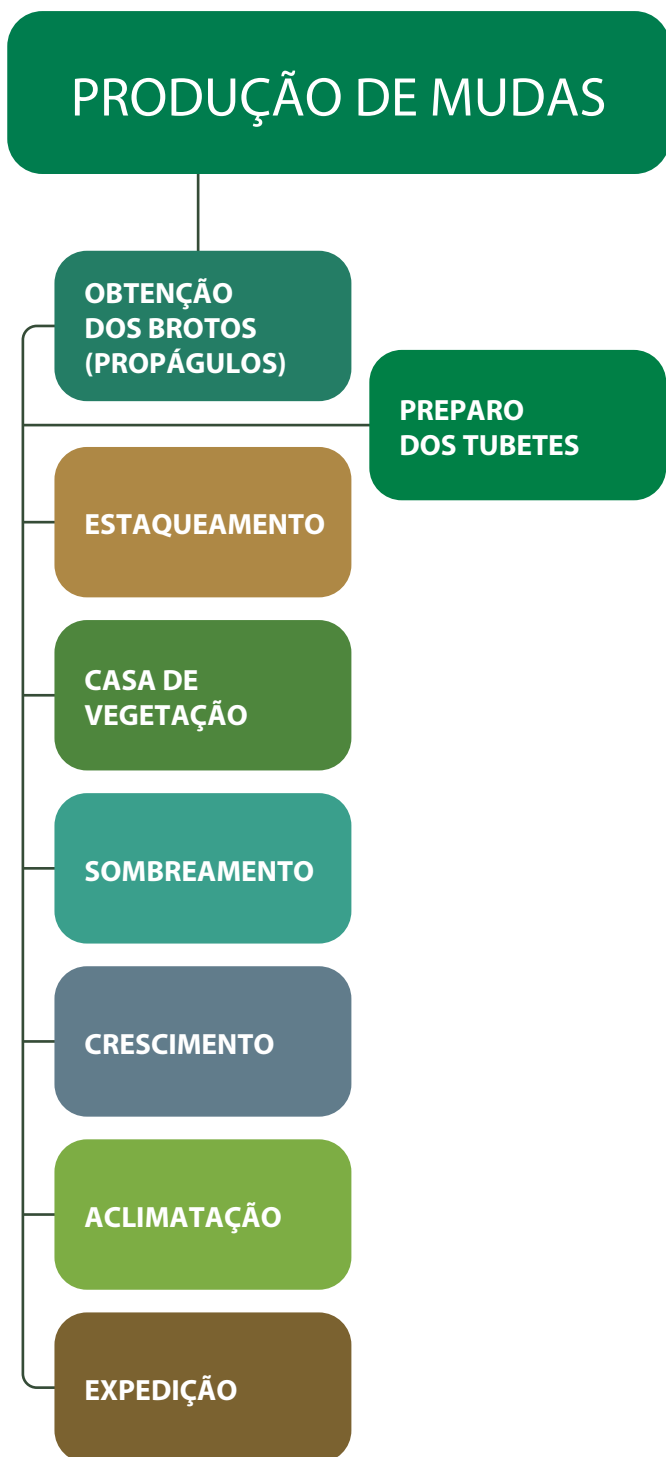 PRODUÇÃO DE MUDAS
OBTENÇÃO
DOS BROTOS
(PROPÁGULOS)
PREPARO
DOS TUBETES
ESTAQUEAMENTO
CASA DE
VEGETAÇÃO
SOMBREAMENTO
CRESCIMENTO
ACLIMATAÇÃO
EXPEDIÇÃO